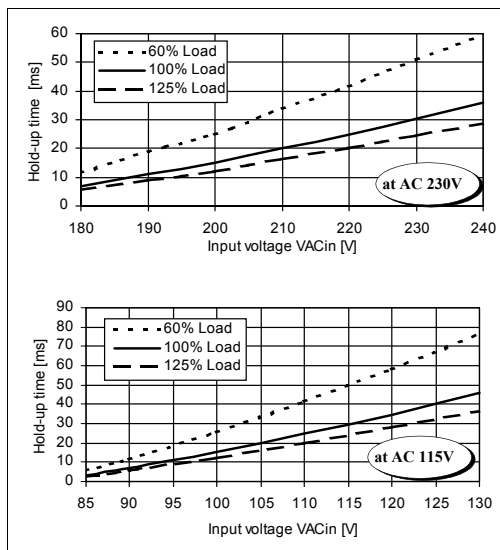 60
50
40
30
20
10
0
Hold-up time [ms]
60% Load
100% Load
125% Load
at AC 230V
180 190 200 210 220 230 240
Input voltage VACin [V]
90
80
70
60
50
40
30
20
10
0
Hold-up time [ms]
60% Load
100% Load
125% Load
at AC 115V
85 90 95 100 105 110 115 120 125 130
Input voltage VACin [V]